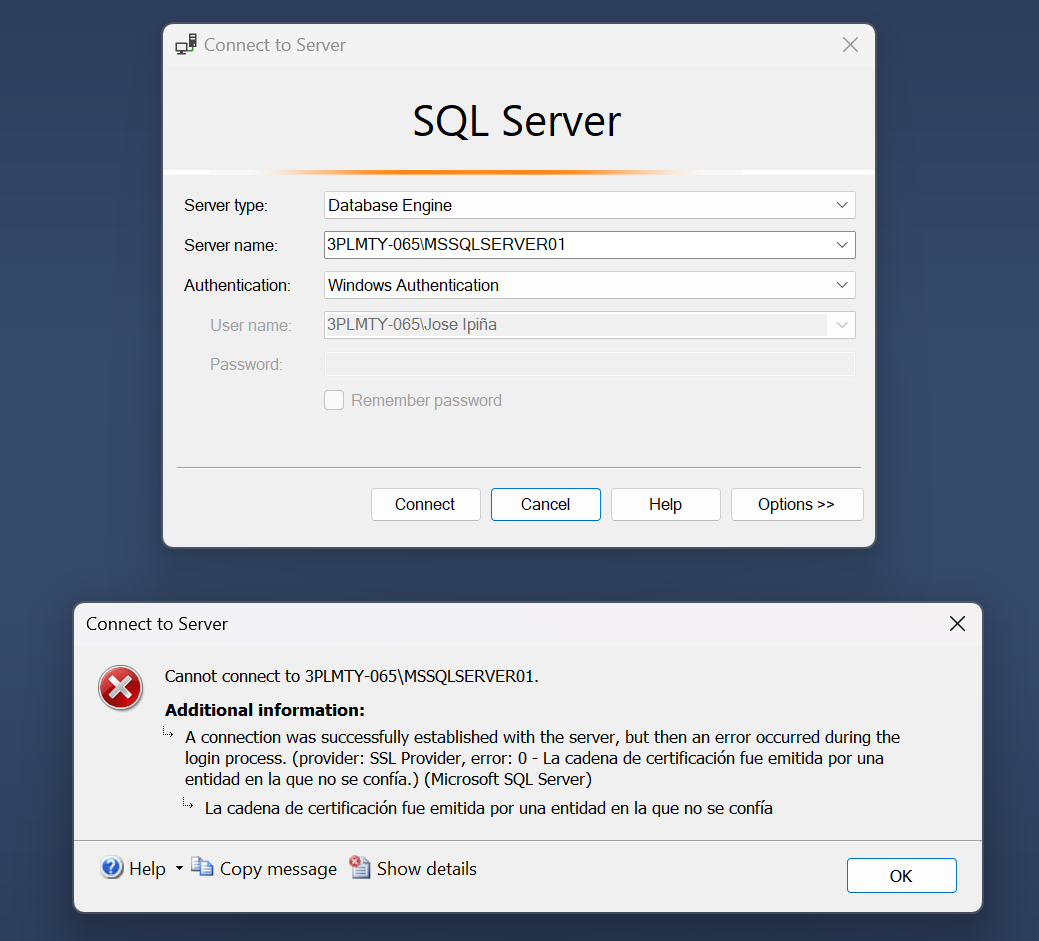 Connect to Server
SQL Server
Server type:
Database Engine
Server name:
3PLMTY-065\MSSQLSERVER01
Authentication:
Windows Authentication
User name:
3PLMTY-065\Jose Ipiña
Password:
Remember password
Connect
Cancel
Help
Options >>
Connect to Server
Cannot connect to 3PLMTY-065\MSSQLSERVER01.
Additional information:
A connection was successfully established with the server, but then an error occurred during the
login process. (provider: SSL Provider, error: 0 - La cadena de certificación fue emitida por una
entidad en la que no se confía.) (Microsoft SQL Server)
La cadena de certificación fue emitida por una entidad en la que no se confía
Help
Copy message
Show details
OK